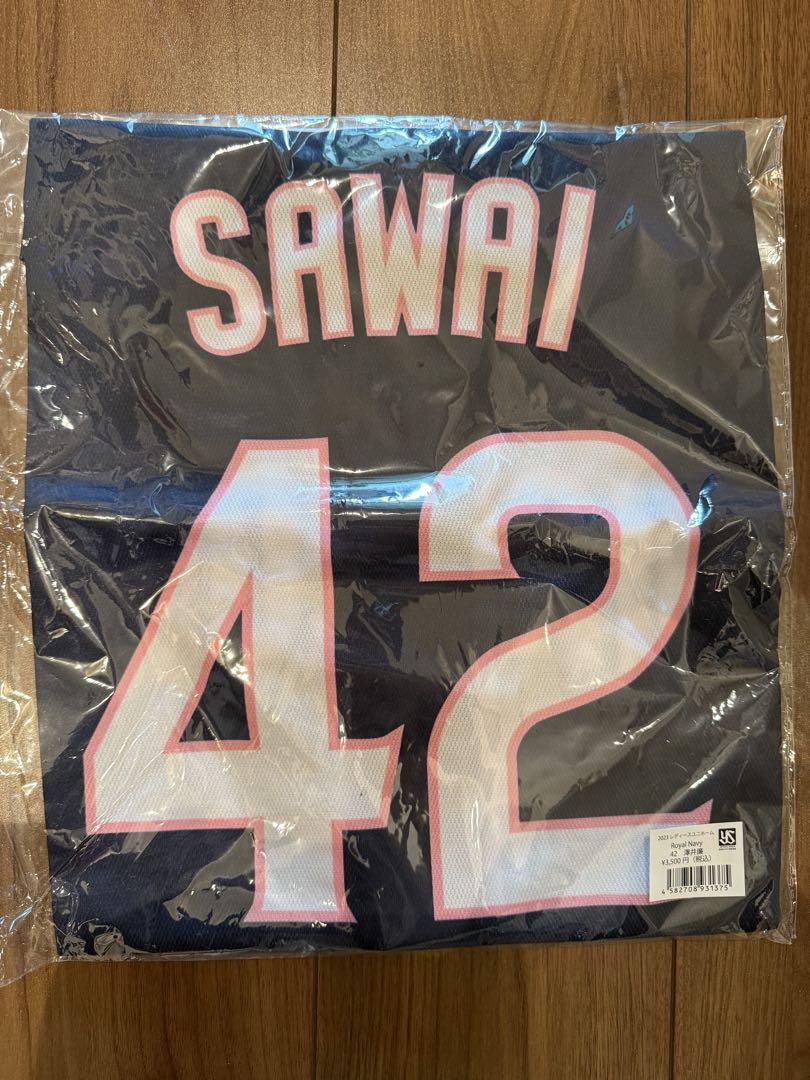 SAWAI
42
2023 レディースユニホーム
Royal Navy
42 澤井廉
¥3,500円(税込)
4 582708 931375
YS